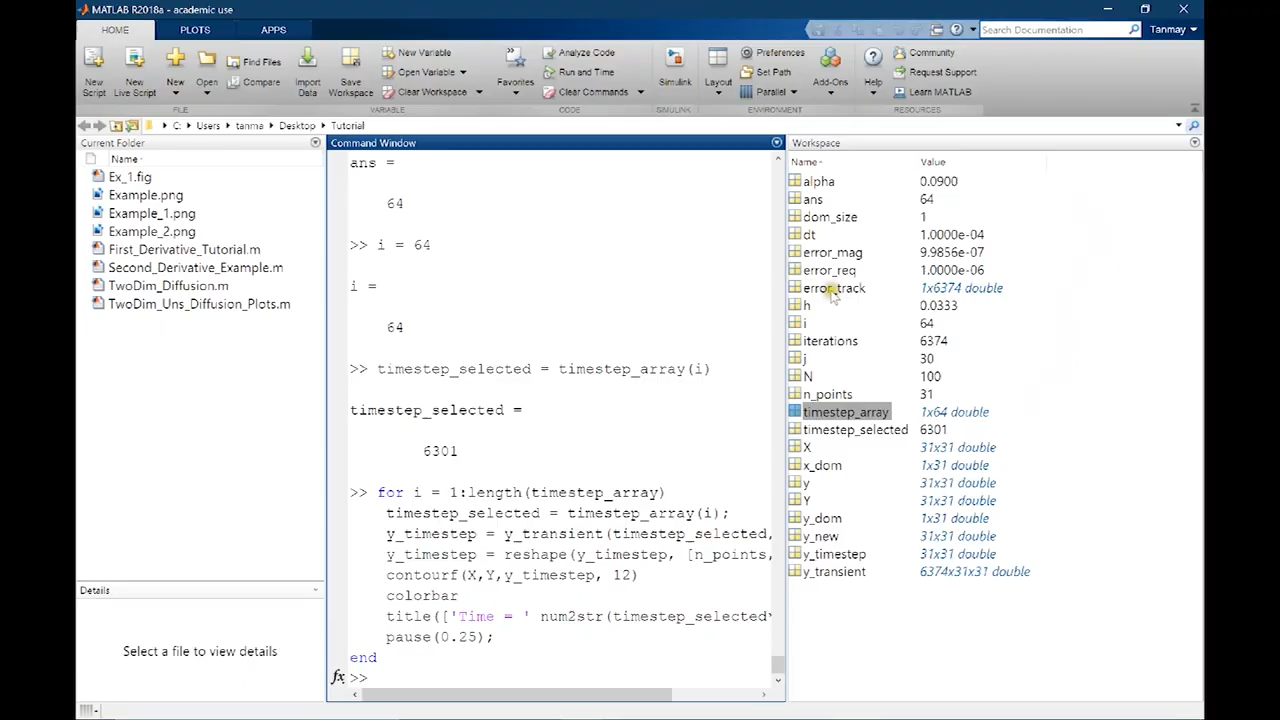 MATLAB R2018a - academic use
HOME
PLOTS
APPS
Search Documentation
Tanmay
New Script
New Live Script
New
Open
Find Files
Compare
Import Data
Save Workspace
New Variable
Open Variable
Clear Workspace
Favorites
Analyze Code
Run and Time
Clear Commands
Simulink
Layout
Preferences
Set Path
Parallel
Add-Ons
Help
Community
Request Support
Learn MATLAB
FILE
VARIABLE
CODE
SIMULINK
ENVIRONMENT
RESOURCES
C: Users tanma Desktop Tutorial
Current Folder
Name
Ex_1.fig
Example.png
Example_1.png
Example_2.png
First_Derivative_Tutorial.m
Second_Derivative_Example.m
TwoDim_Diffusion.m
TwoDim_Uns_Diffusion_Plots.m
Details
Select a file to view details
Command Window
ans =
64
>> i = 64
i =
64
>> timestep_selected = timestep_array(i)
timestep_selected =
6301
>> for i = 1:length(timestep_array)
timestep_selected = timestep_array(i);
y_timestep = y_transient(timestep_selected,
y_timestep = reshape(y_timestep, [n_points,
contourf(X,Y,y_timestep, 12)
colorbar
title(['Time = ' num2str(timestep_selected*
pause(0.25);
end
fx >>
Workspace
Name Value
alpha 0.0900
ans 64
dom_size 1
dt 1.0000e-04
error_mag 9.9856e-07
error_req 1.0000e-06
error_track 1x6374 double
h 0.0333
i 64
iterations 6374
j 30
N 100
n_points 31
timestep_array 1x64 double
timestep_selected 6301
X 31x31 double
x_dom 1x31 double
y 31x31 double
Y 31x31 double
y_dom 1x31 double
y_new 31x31 double
y_timestep 31x31 double
y_transient 6374x31x31 double